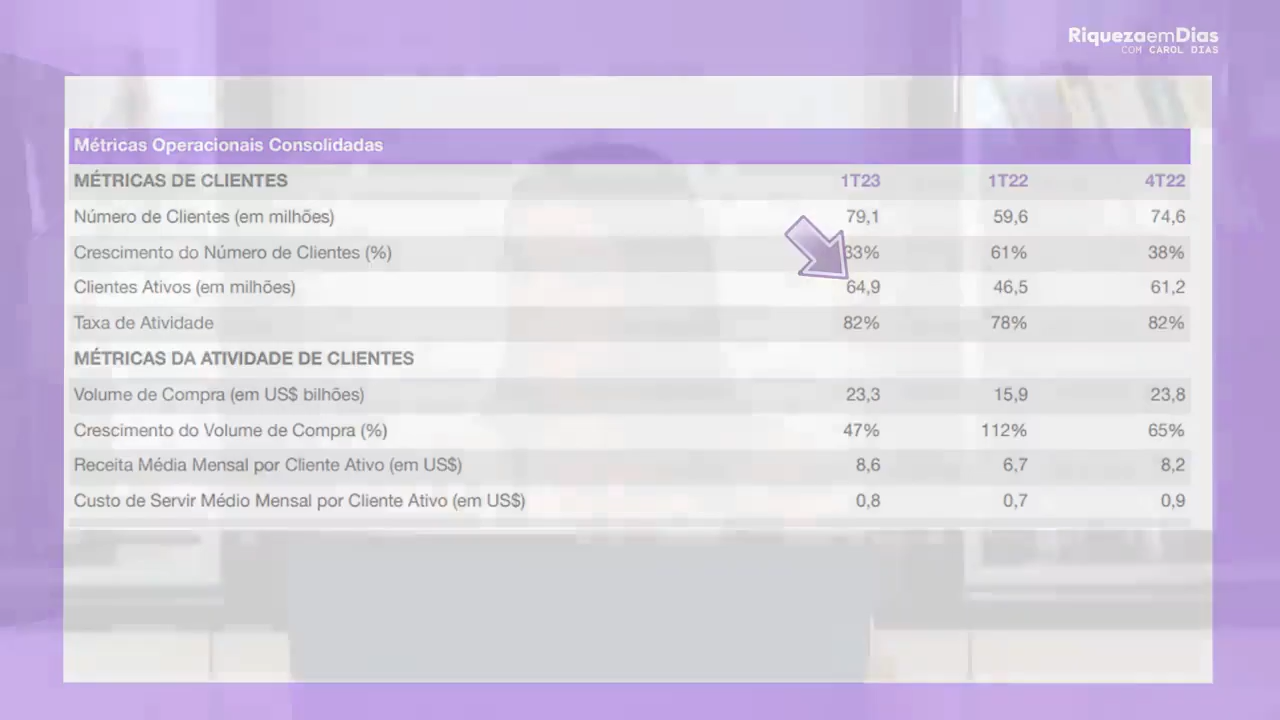 RiquezaemDias
COM CAROL DIAS
Métricas Operacionais Consolidadas
MÉTRICAS DE CLIENTES 1T23 1T22 4T22
Número de Clientes (em milhões) 79,1 59,6 74,6
Crescimento do Número de Clientes (%) 33% 61% 38%
Clientes Ativos (em milhões) 64,9 46,5 61,2
Taxa de Atividade 82% 78% 82%
MÉTRICAS DA ATIVIDADE DE CLIENTES
Volume de Compra (em US$ bilhões) 23,3 15,9 23,8
Crescimento do Volume de Compra (%) 47% 112% 65%
Receita Média Mensal por Cliente Ativo (em US$) 8,6 6,7 8,2
Custo de Servir Médio Mensal por Cliente Ativo (em US$) 0,8 0,7 0,9